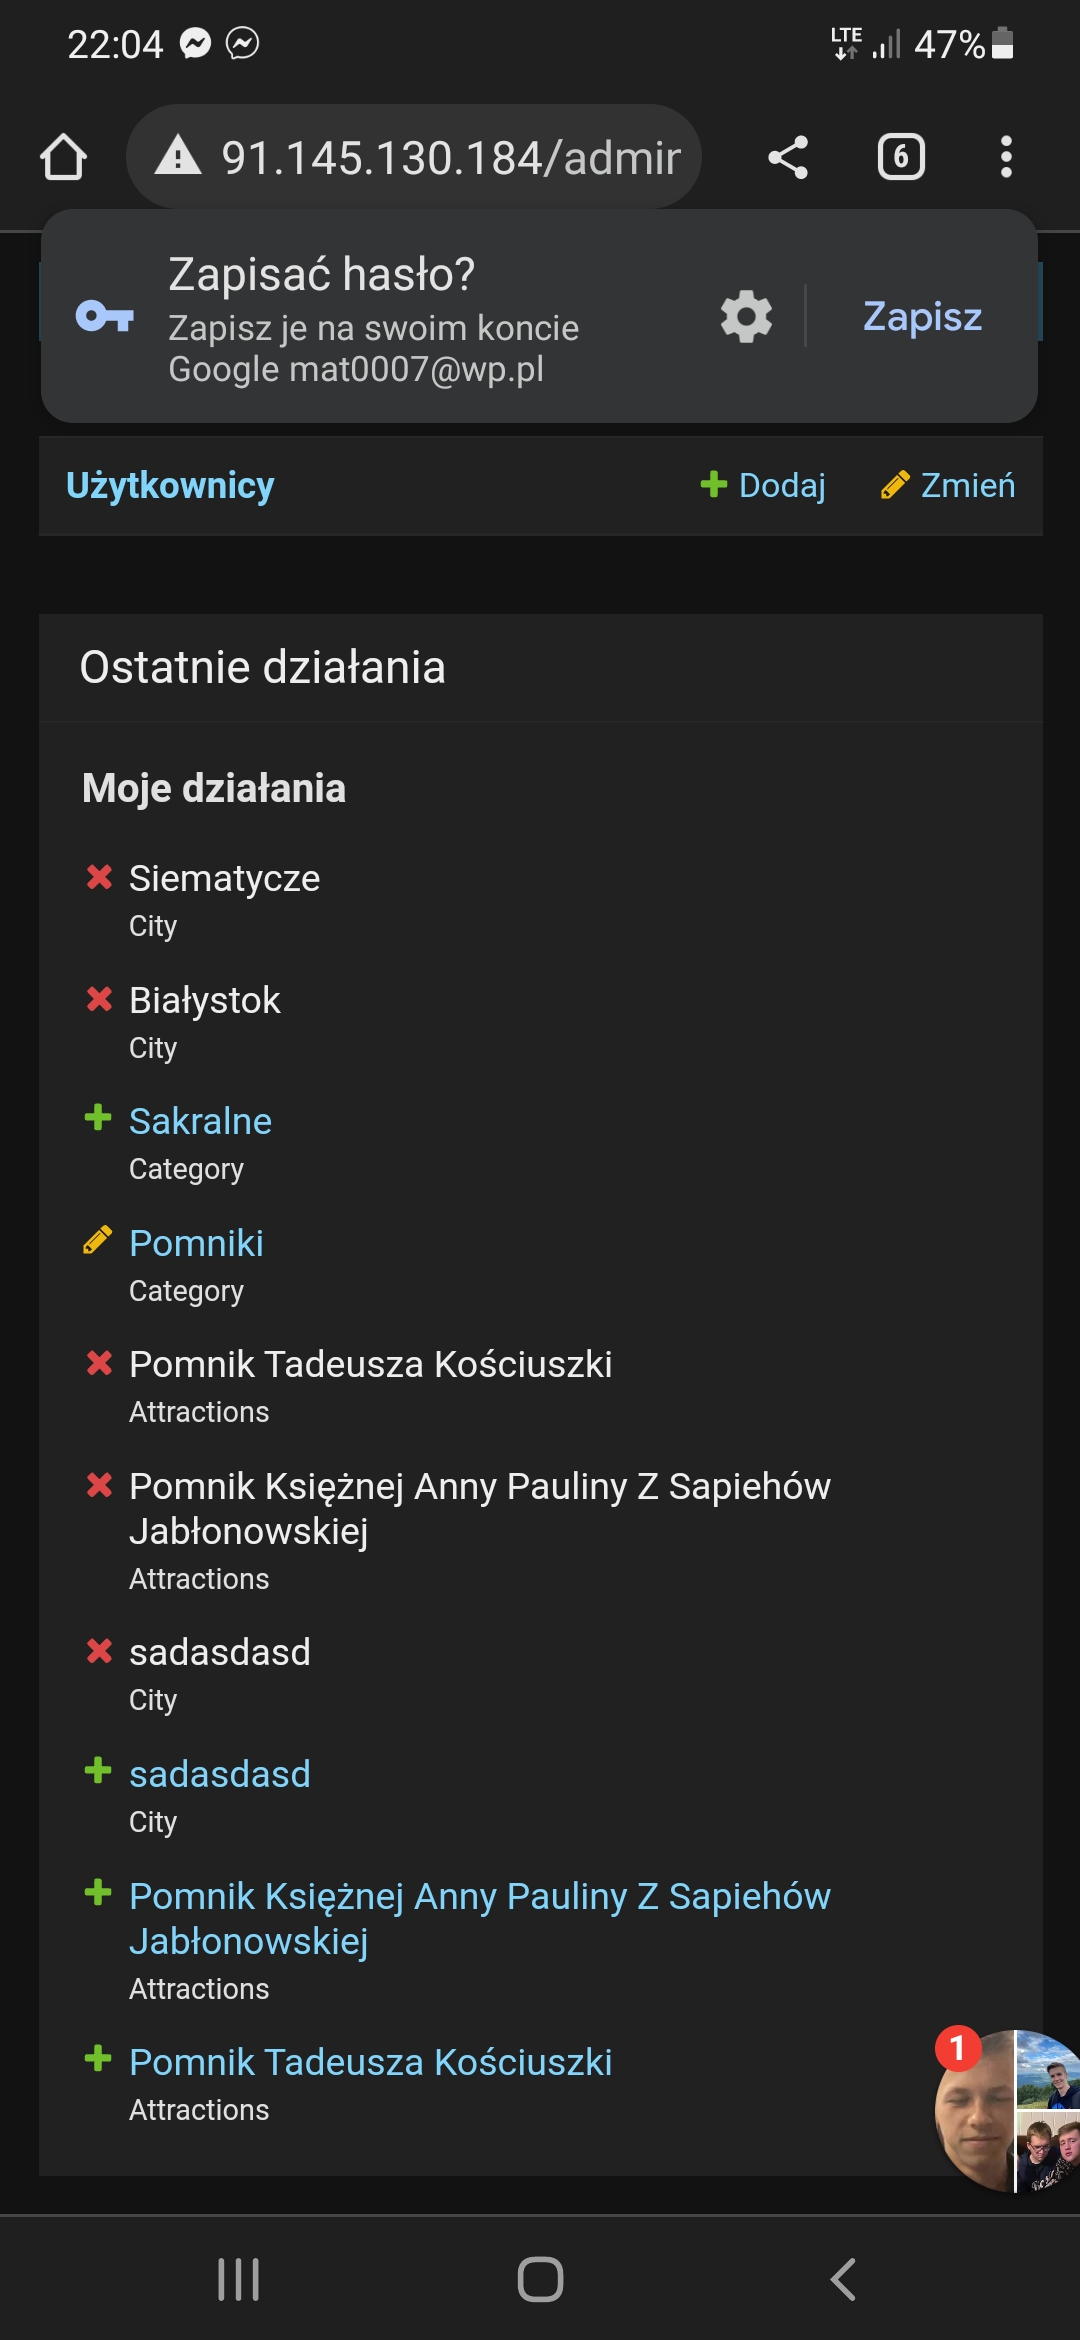 22:04
LTE
47%
91.145.130.184/admin
6
Zapisać hasło?
Zapisz je na swoim koncie
Google mat0007@wp.pl
Zapisz
Użytkownicy
Dodaj
Zmień
Ostatnie działania
Moje działania
Siematycze
City
Białystok
City
Sakralne
Category
Pomniki
Category
Pomnik Tadeusza Kościuszki
Attractions
Pomnik Księżnej Anny Pauliny Z Sapiehów
Jabłonowskiej
Attractions
sadasdasd
City
sadasdasd
City
Pomnik Księżnej Anny Pauliny Z Sapiehów
Jabłonowskiej
Attractions
Pomnik Tadeusza Kościuszki
Attractions
1